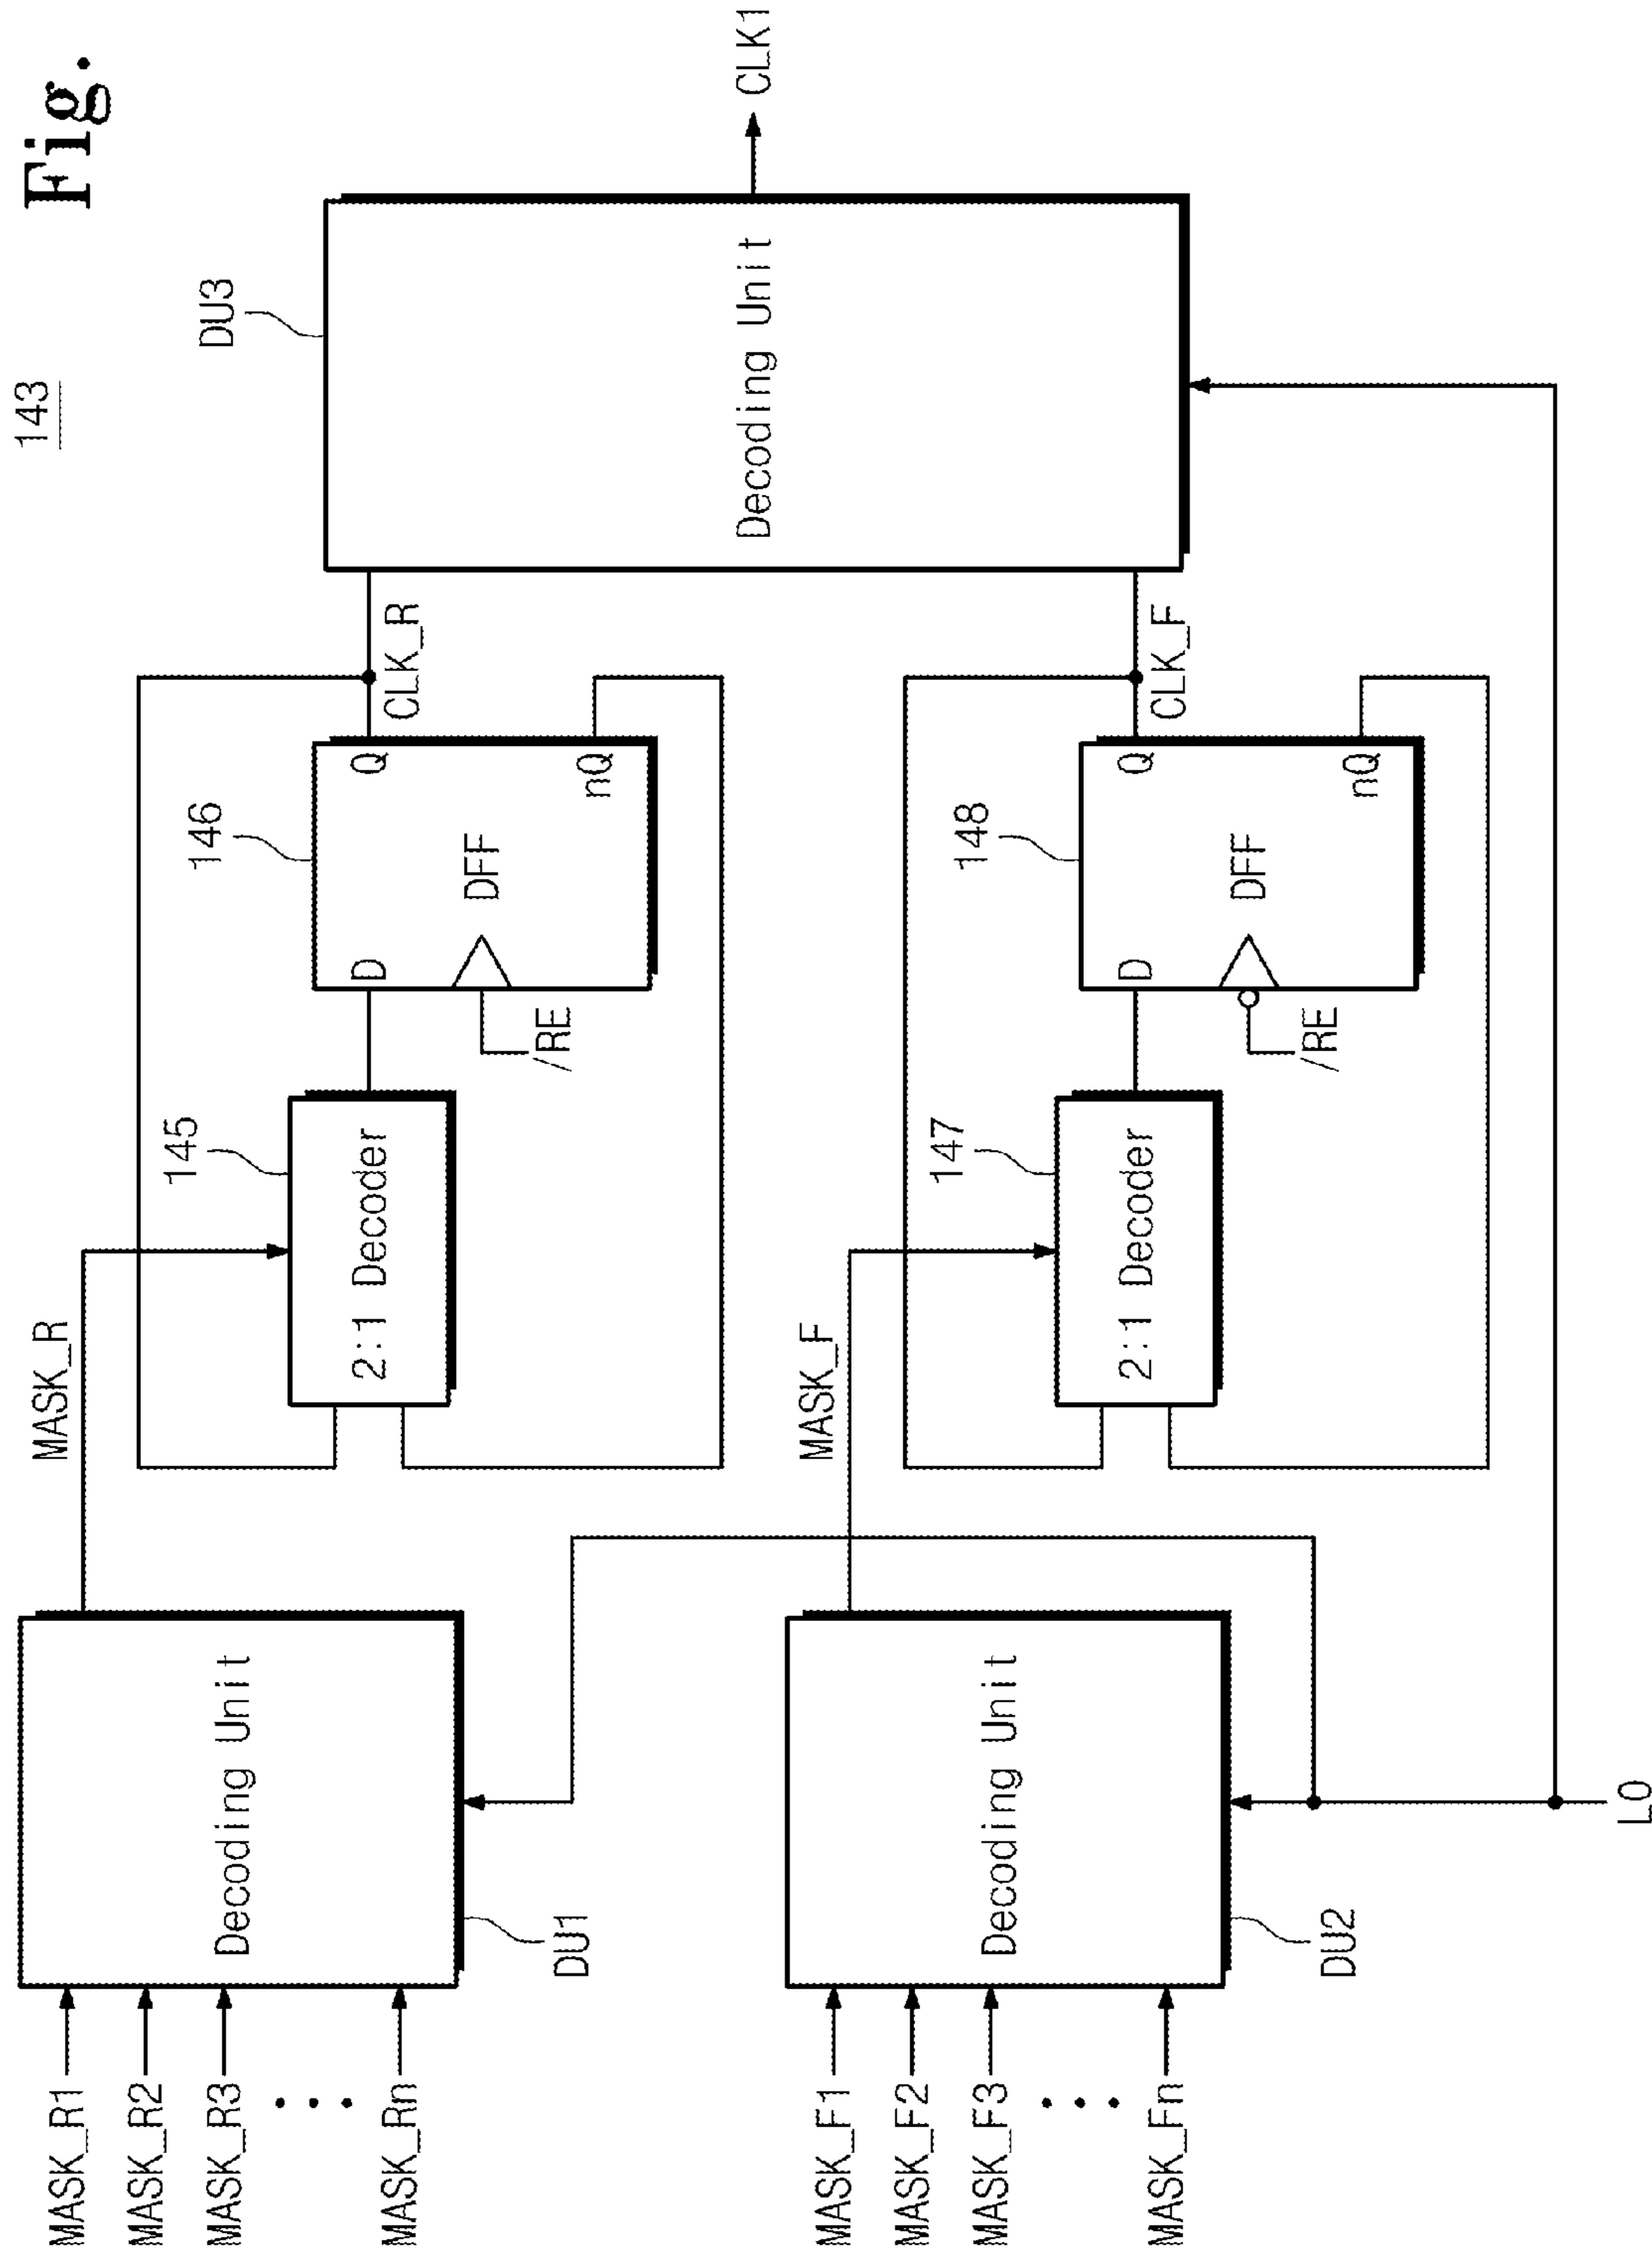 Fig.
143
MASK_R1
MASK_R2
MASK_R3
MASK_Rn
Decoding Unit
DU1
MASK_R
145
2:1 Decoder
146
D
Q
DFF
nQ
/RE
CLK_R
DU3
Decoding Unit
CLK1
MASK_F1
MASK_F2
MASK_F3
MASK_Fn
Decoding Unit
DU2
MASK_F
147
2:1 Decoder
148
D
Q
DFF
nQ
/RE
CLK_F